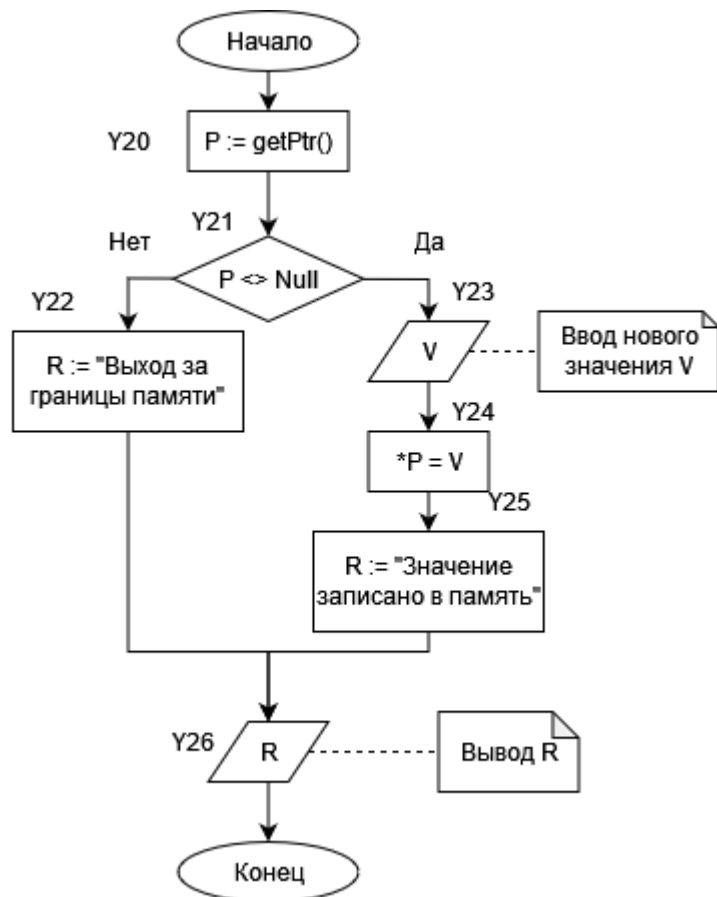 Начало
Y20
P := getPtr()
Y21
Нет
Да
P <> Null
Y22
Y23
R := "Выход за
границы памяти"
V
Ввод нового
значения V
Y24
*P = V
Y25
R := "Значение
записано в память"
Y26
R
Вывод R
Конец